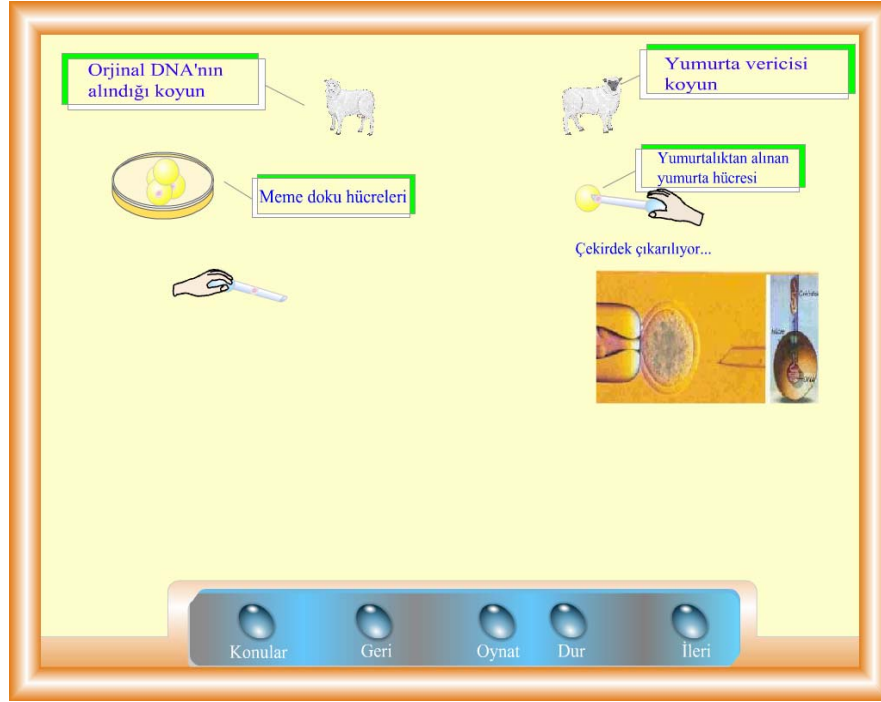 Orjinal DNA'nın
alındığı koyun
Yumurta vericisi
koyun
Meme doku hücreleri
Yumurtalıktan alınan
yumurta hücresi
Çekirdek çıkarılıyor...
Konular
Geri
Oynat
Dur
İleri